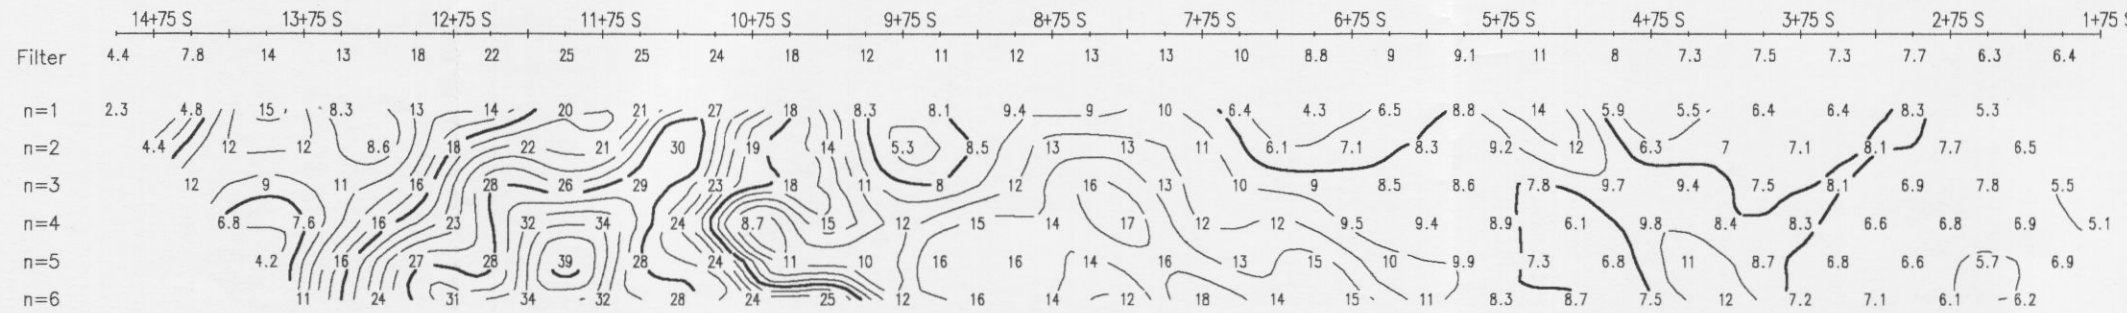 14+75 S 13+75 S 12+75 S 11+75 S 10+75 S 9+75 S 8+75 S 7+75 S 6+75 S 5+75 S 4+75 S 3+75 S 2+75 S 1+75 S
Filter 4.4 7.8 14 13 18 22 25 25 24 18 12 11 12 13 13 10 8.8 9 9.1 11 8 7.3 7.5 7.3 7.7 6.3 6.4
n=1 2.3 4.8 15 8.3 13 14 20 21 27 18 8.3 8.1 9.4 9 10 6.4 4.3 6.5 8.8 14 5.9 5.5 6.4 6.4 8.3 5.3
n=2 4.4 12 12 8.6 18 22 21 30 19 14 5.3 8.5 13 13 11 6.1 7.1 8.3 9.2 12 6.3 7 7.1 8.1 7.7 6.5
n=3 12 9 11 16 28 26 29 23 18 11 8 12 16 13 10 9 8.5 8.6 7.8 9.7 9.4 7.5 8.1 6.9 7.8 5.5
n=4 6.8 7.6 16 23 32 34 24 8.7 15 12 15 14 17 12 12 9.5 9.4 8.9 6.1 9.8 8.4 8.3 6.6 6.8 6.9 5.1
n=5 4.2 16 27 28 39 28 24 11 10 16 16 14 16 13 15 10 9.9 7.3 6.8 11 8.7 6.8 6.6 5.7 6.9
n=6 11 24 31 34 32 28 24 25 12 16 14 12 18 14 15 11 8.3 8.7 7.5 12 7.2 7.1 6.1 6.2